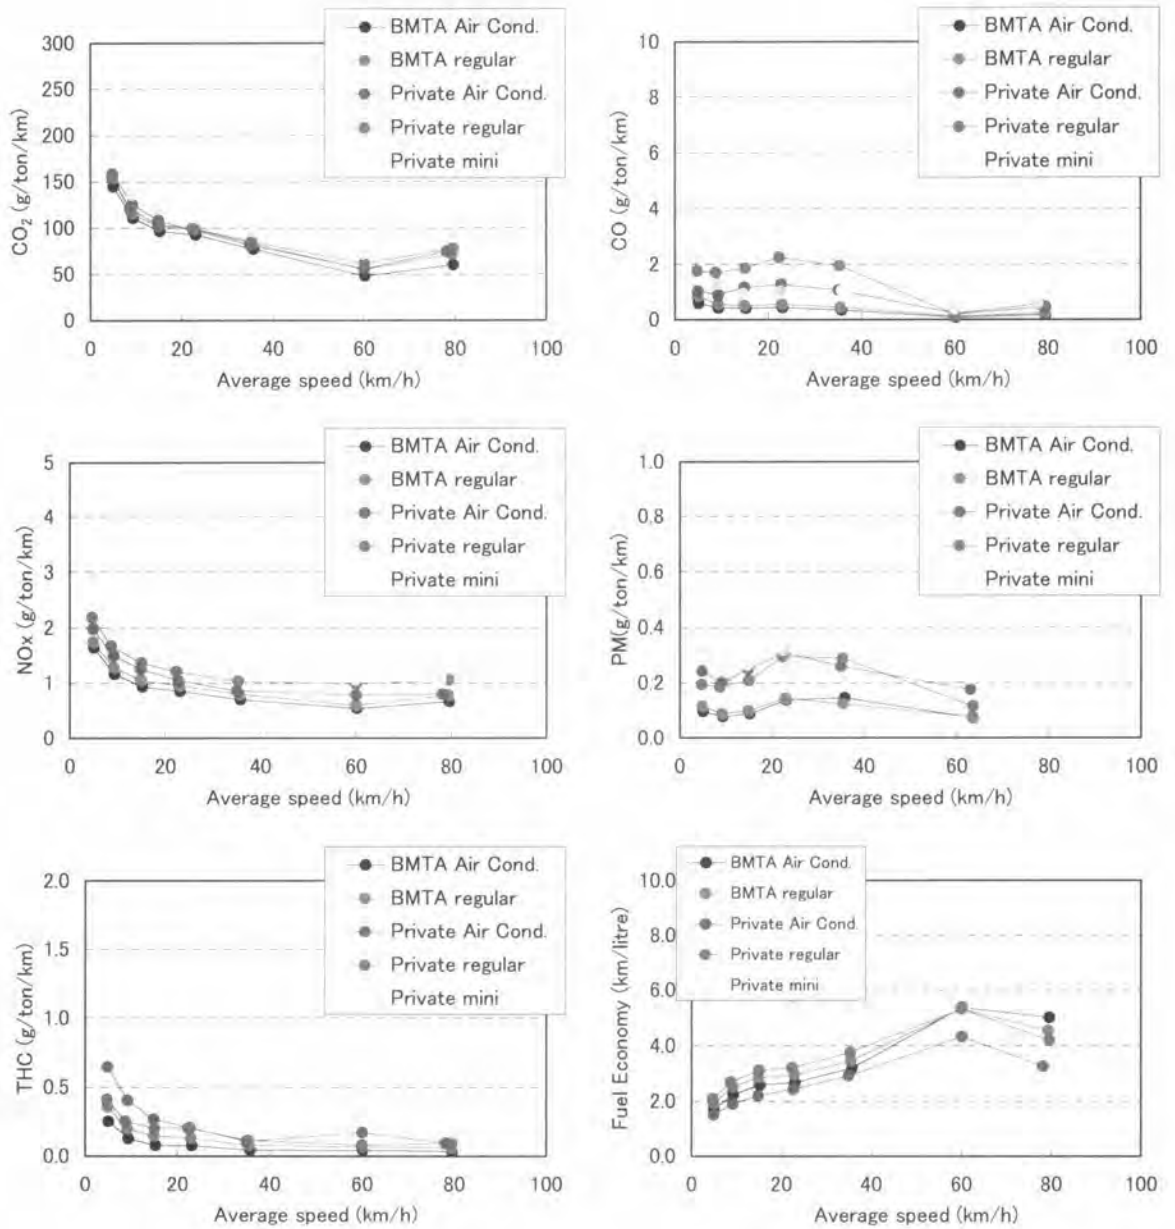 BMTA Air Cond.
BMTA regular
Private Air Cond.
Private regular
Private mini
300
250
200
150
100
50
0
CO₂ (g/ton/km)
0 20 40 60 80 100
Average speed (km/h)
BMTA Air Cond.
BMTA regular
Private Air Cond.
Private regular
Private mini
10
8
6
4
2
0
CO (g/ton/km)
0 20 40 60 80 100
Average speed (km/h)
BMTA Air Cond.
BMTA regular
Private Air Cond.
Private regular
Private mini
5
4
3
2
1
0
NOx (g/ton/km)
0 20 40 60 80 100
Average speed (km/h)
BMTA Air Cond.
BMTA regular
Private Air Cond.
Private regular
Private mini
1.0
0.8
0.6
0.4
0.2
0.0
PM(g/ton/km)
0 20 40 60 80 100
Average speed (km/h)
BMTA Air Cond.
BMTA regular
Private Air Cond.
Private regular
Private mini
2.0
1.5
1.0
0.5
0.0
THC (g/ton/km)
0 20 40 60 80 100
Average speed (km/h)
BMTA Air Cond.
BMTA regular
Private Air Cond.
Private regular
Private mini
10.0
8.0
6.0
4.0
2.0
0.0
Fuel Economy (km/litre)
0 20 40 60 80 100
Average speed (km/h)